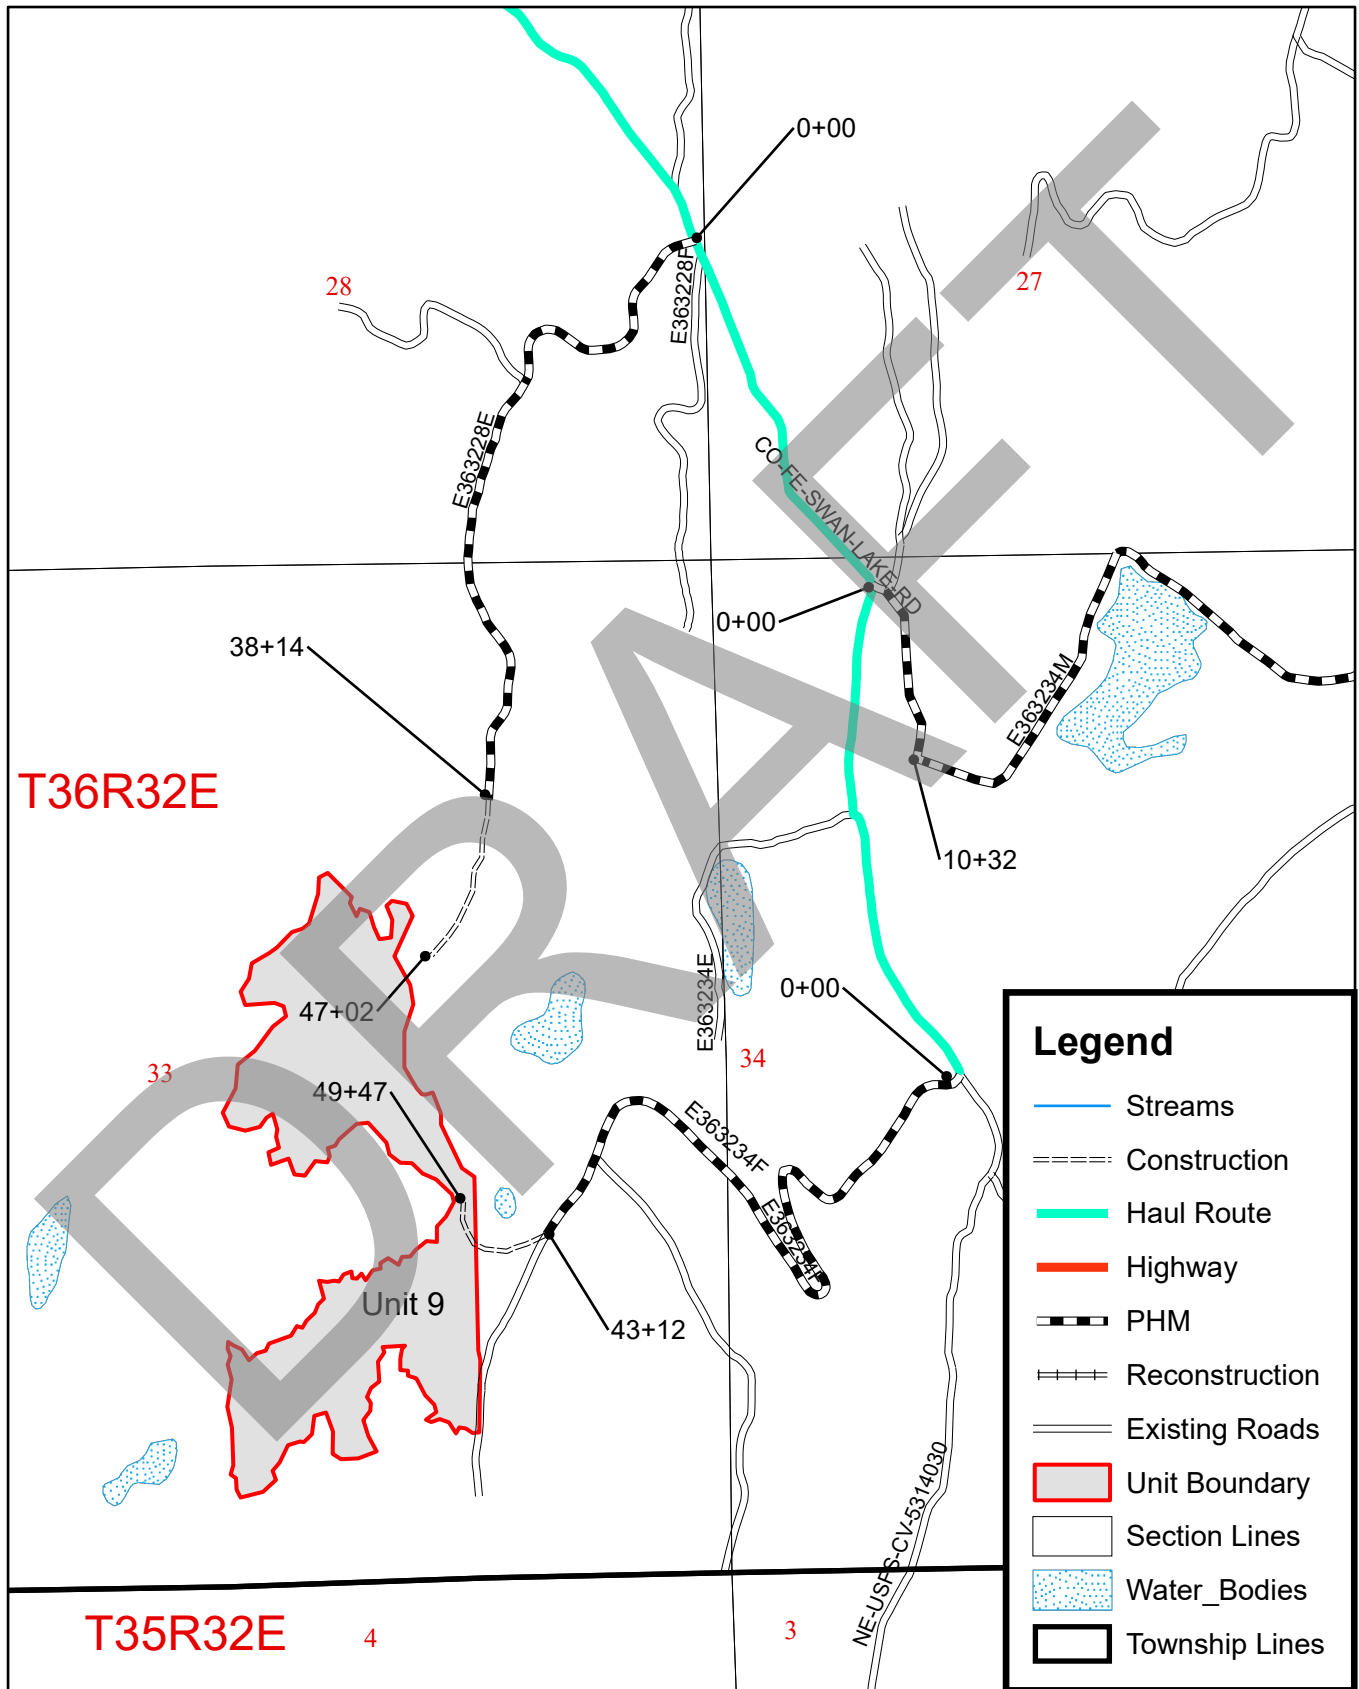 0+00
28
27
E363228F
E363228E
CO-FE-SWAN-LAKE-RD
0+00
38+14
E363234M
T36R32E
10+32
47+02
E363234E
0+00
34
33
49+47
E363234F
E363234F
Unit 9
43+12
NE-USFS-CV-5314030
T35R32E
4
3
DRAFT
Legend
Streams
Construction
Haul Route
Highway
PHM
Reconstruction
Existing Roads
Unit Boundary
Section Lines
Water_Bodies
Township Lines